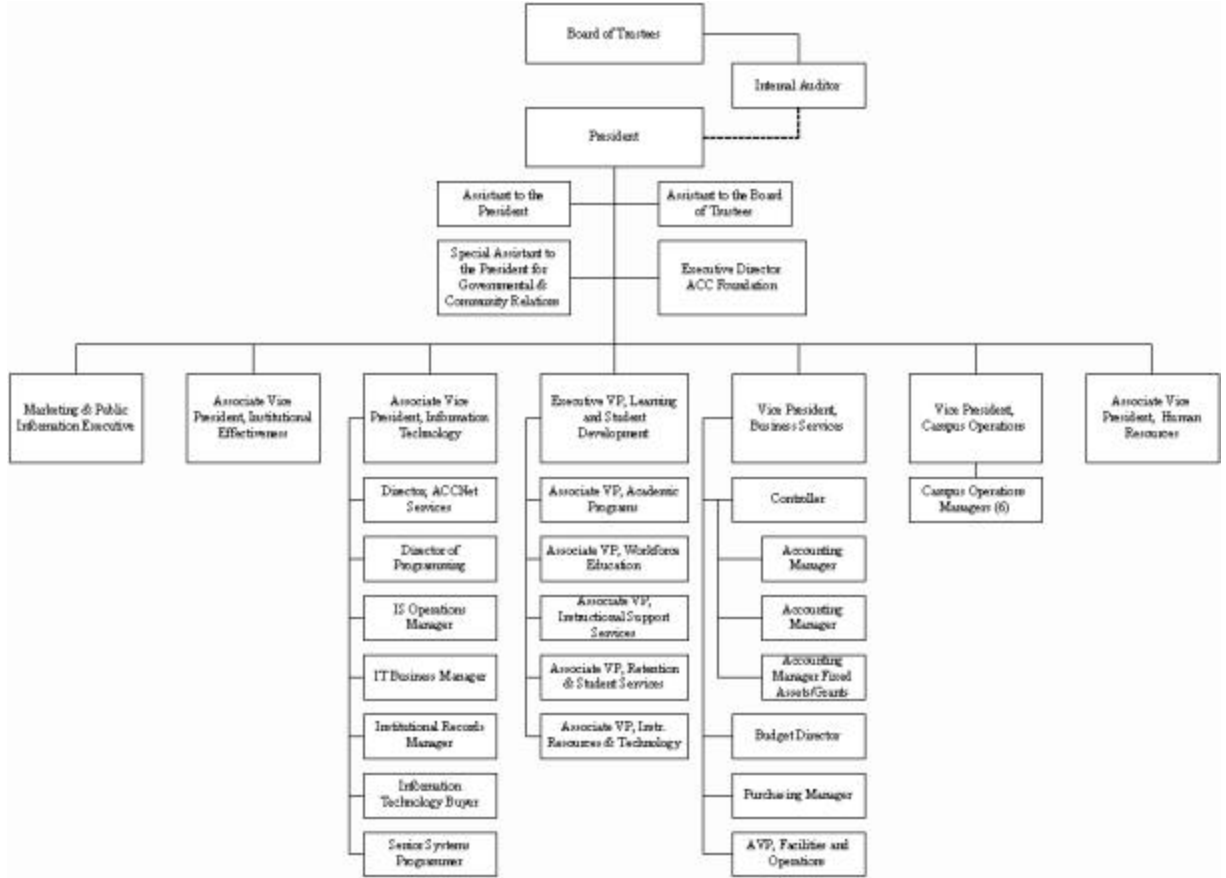 Board of Trustees
Internal Auditor
President
Assistant to the
President
Assistant to the Board
of Trustees
Special Assistant to
the President for
Governmental &
Community Relations
Executive Director
ACC Foundation
Marketing & Public
Information Executive
Associate Vice
President, Institutional
Effectiveness
Associate Vice
President, Information
Technology
Executive VP, Learning
and Student
Development
Vice President,
Business Services
Vice President,
Campus Operations
Associate Vice
President, Human
Resources
Director, ACCNet
Services
Director of
Programming
IS Operations
Manager
IT Business Manager
Institutional Records
Manager
Information
Technology Buyer
Senior Systems
Programmer
Associate VP, Academic
Programs
Associate VP, Workforce
Education
Associate VP,
Instructional Support
Services
Associate VP, Retention
& Student Services
Associate VP, Instr.
Resources & Technology
Controller
Accounting
Manager
Accounting
Manager
Accounting
Manager Fixed
Assets/Grants
Budget Director
Purchasing Manager
AVP, Facilities and
Operations
Campus Operations
Managers (6)